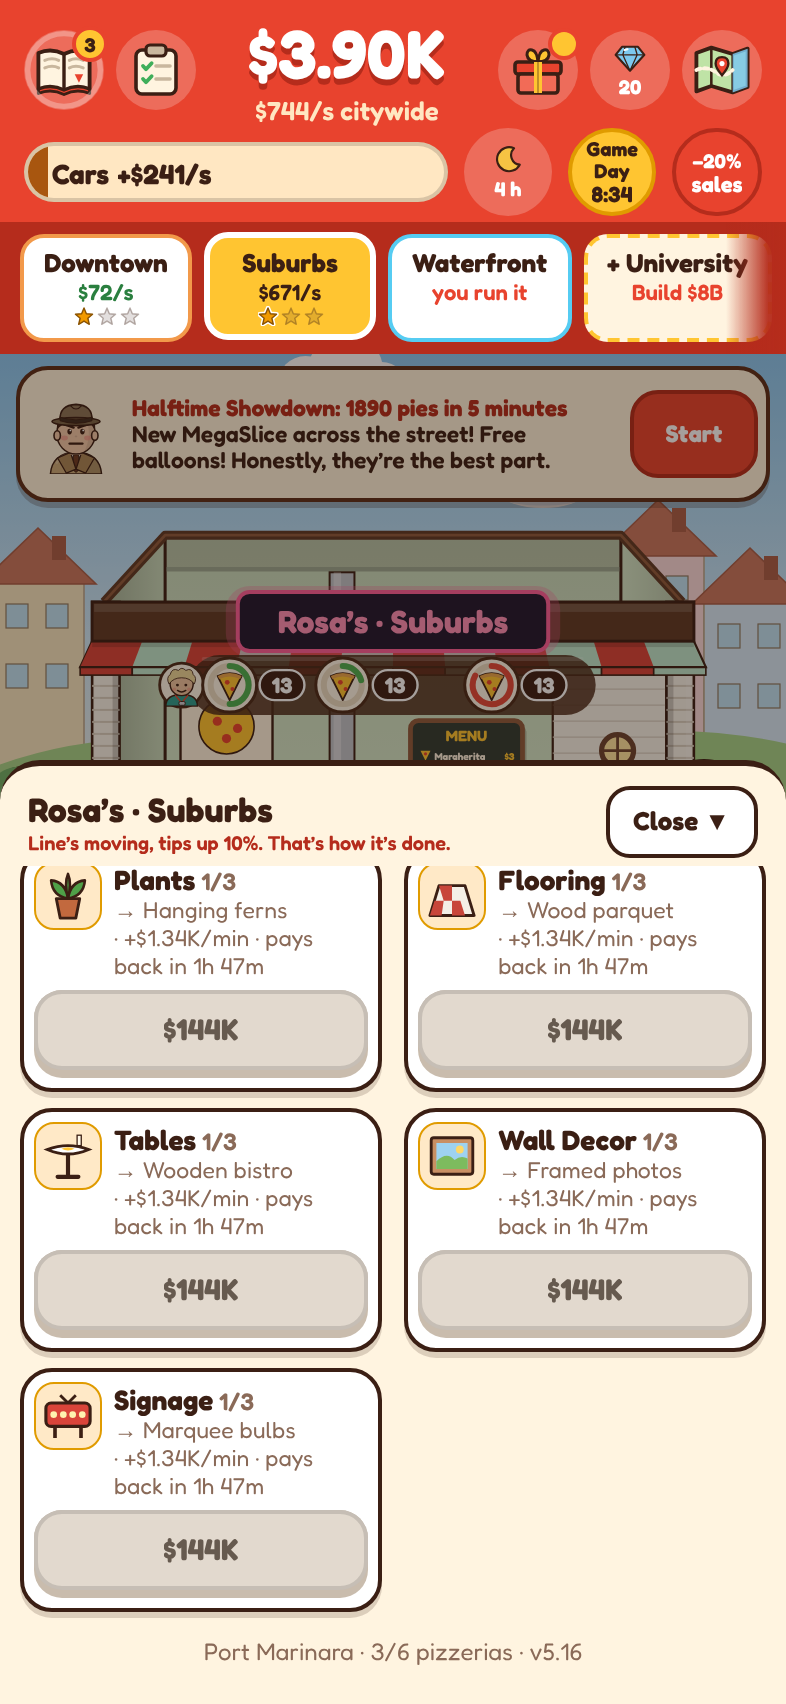 3
$3.90K
$744/s citywide
20
Cars +$241/s
4 h
Game
Day
8:34
−20%
sales
Downtown
$72/s
Suburbs
$671/s
Waterfront
you run it
+ University
Build $8B
Halftime Showdown: 1890 pies in 5 minutes
New MegaSlice across the street! Free
balloons! Honestly, they're the best part.
Start
Rosa's · Suburbs
13
13
13
MENU
Margherita $3
Rosa's · Suburbs
Line's moving, tips up 10%. That's how it's done.
Close ▼
Plants 1/3
→ Hanging ferns
· +$1.34K/min · pays
back in 1h 47m
$144K
Flooring 1/3
→ Wood parquet
· +$1.34K/min · pays
back in 1h 47m
$144K
Tables 1/3
→ Wooden bistro
· +$1.34K/min · pays
back in 1h 47m
$144K
Wall Decor 1/3
→ Framed photos
· +$1.34K/min · pays
back in 1h 47m
$144K
Signage 1/3
→ Marquee bulbs
· +$1.34K/min · pays
back in 1h 47m
$144K
Port Marinara · 3/6 pizzerias · v5.16